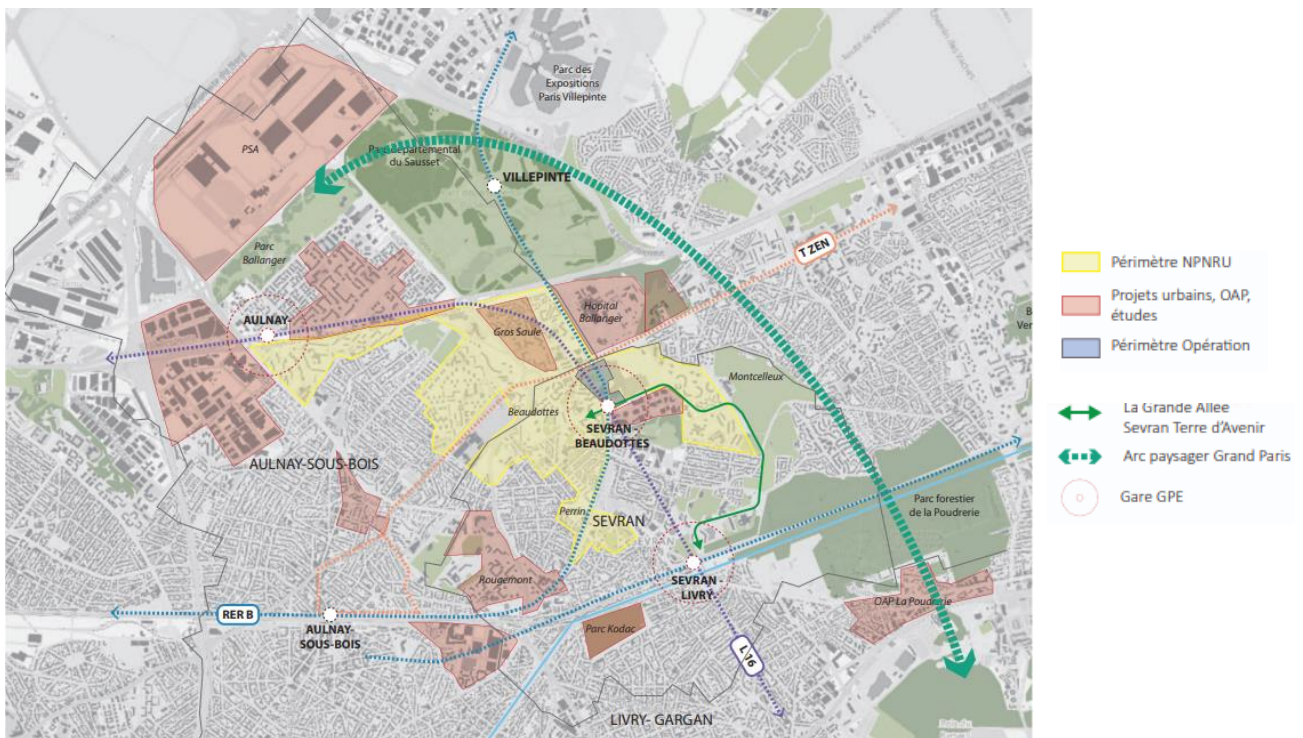 Parc des
Expositions
Paris Villepinte
PSA
Parc départemental
du Sausset
VILLEPINTE
T ZEN
Parc
Ballanger
AULNAY-
Gros Saule
Hôpital
Ballanger
Montcelleux
Beaudottes
SEVRAN -
BEAUDOTTES
AULNAY-SOUS-BOIS
Parc forestier
de la Poudrerie
Perrin
SEVRAN
Rougemont
SEVRAN -
LIVRY
OAP La Poudrerie
RER B
AULNAY-
SOUS-BOIS
Parc Kodac
L 16
LIVRY- GARGAN
Périmètre NPNRU
Projets urbains, OAP,
études
Périmètre Opération
La Grande Allée
Sevran Terre d'Avenir
Arc paysager Grand Paris
Gare GPE